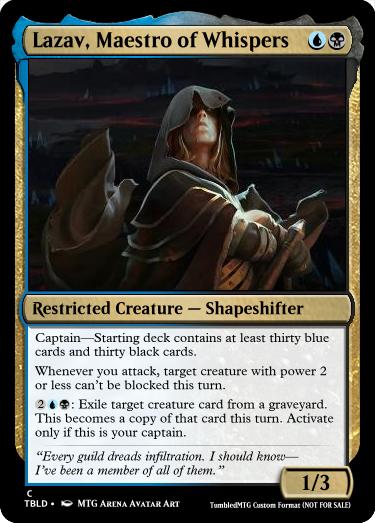 Lazav, Maestro of Whispers
Restricted Creature — Shapeshifter
Captain—Starting deck contains at least thirty blue
cards and thirty black cards.
Whenever you attack, target creature with power 2
or less can't be blocked this turn.
2: Exile target creature card from a graveyard.
This becomes a copy of that card this turn. Activate
only if this is your captain.
"Every guild dreads infiltration. I should know—
I've been a member of all of them."
1/3
C
TBLD • MTG Arena Avatar Art
TumbledMTG Custom Format (NOT FOR SALE)